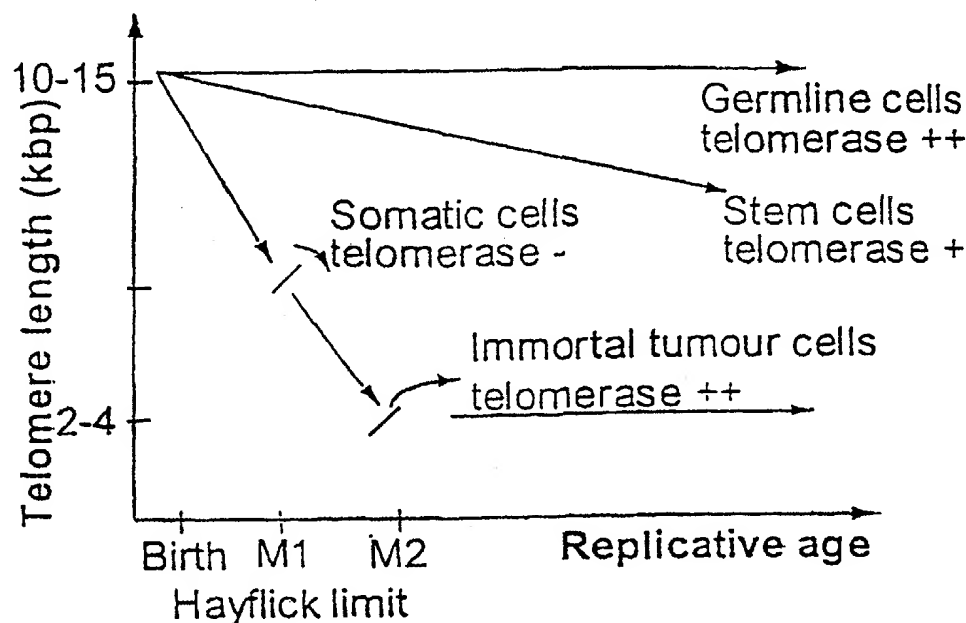 Telomere length (kbp)
10-15
2-4
Germline cells
telomerase ++
Stem cells
telomerase +
Somatic cells
telomerase -
Immortal tumour cells
telomerase ++
Birth M1 M2
Replicative age
Hayflick limit